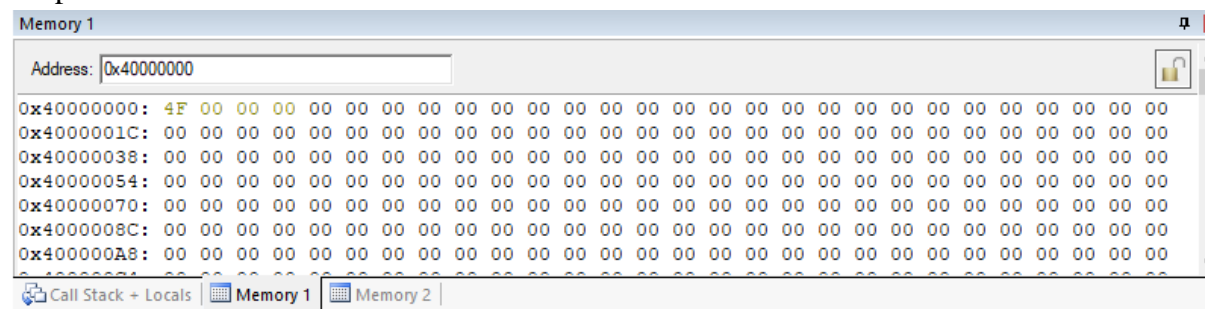 Memory 1
Address: 0x40000000
0x40000000: 4F 00 00 00 00 00 00 00 00 00 00 00 00 00 00 00 00 00 00 00 00 00 00 00 00 00 00 00
0x4000001C: 00 00 00 00 00 00 00 00 00 00 00 00 00 00 00 00 00 00 00 00 00 00 00 00 00 00 00 00
0x40000038: 00 00 00 00 00 00 00 00 00 00 00 00 00 00 00 00 00 00 00 00 00 00 00 00 00 00 00 00
0x40000054: 00 00 00 00 00 00 00 00 00 00 00 00 00 00 00 00 00 00 00 00 00 00 00 00 00 00 00 00
0x40000070: 00 00 00 00 00 00 00 00 00 00 00 00 00 00 00 00 00 00 00 00 00 00 00 00 00 00 00 00
0x4000008C: 00 00 00 00 00 00 00 00 00 00 00 00 00 00 00 00 00 00 00 00 00 00 00 00 00 00 00 00
0x400000A8: 00 00 00 00 00 00 00 00 00 00 00 00 00 00 00 00 00 00 00 00 00 00 00 00 00 00 00 00
Call Stack + Locals Memory 1 Memory 2